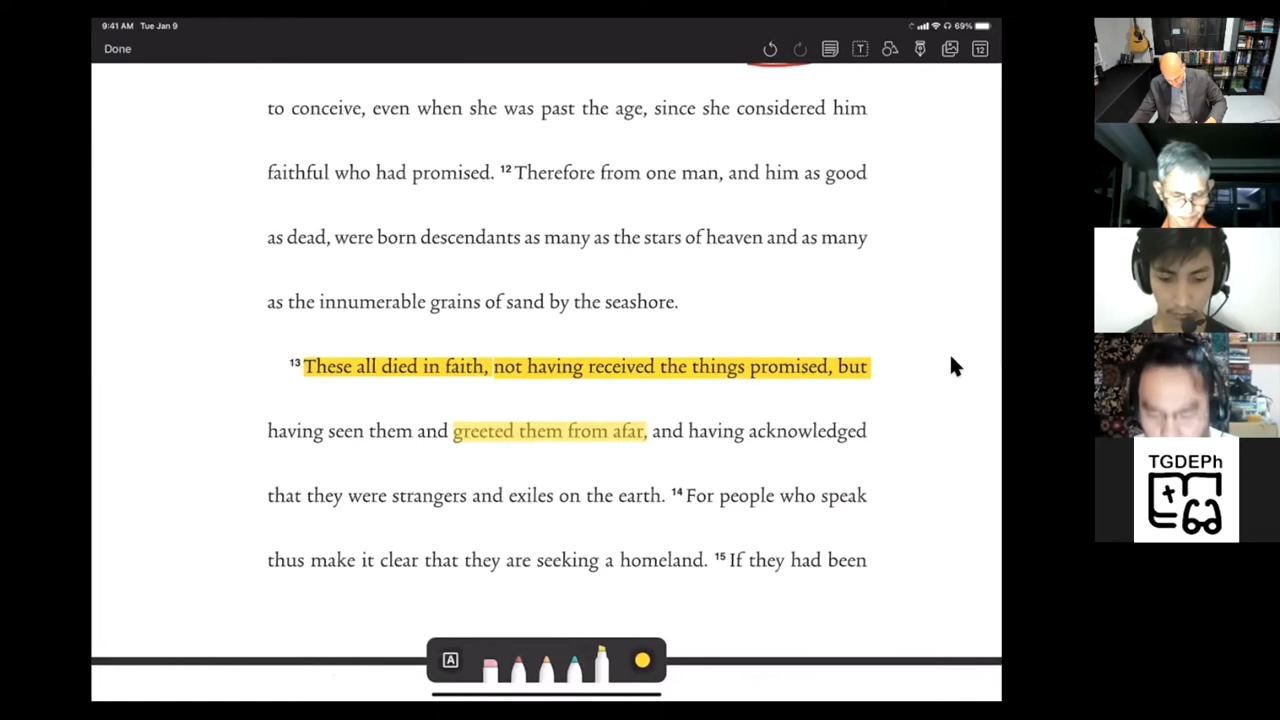 9:41 AM Tue Jan 9
69%
Done
T
12
to conceive, even when she was past the age, since she considered him
faithful who had promised. 12 Therefore from one man, and him as good
as dead, were born descendants as many as the stars of heaven and as many
as the innumerable grains of sand by the seashore.
13 These all died in faith, not having received the things promised, but
having seen them and greeted them from afar, and having acknowledged
that they were strangers and exiles on the earth. 14 For people who speak
thus make it clear that they are seeking a homeland. 15 If they had been
A
TGDEPh